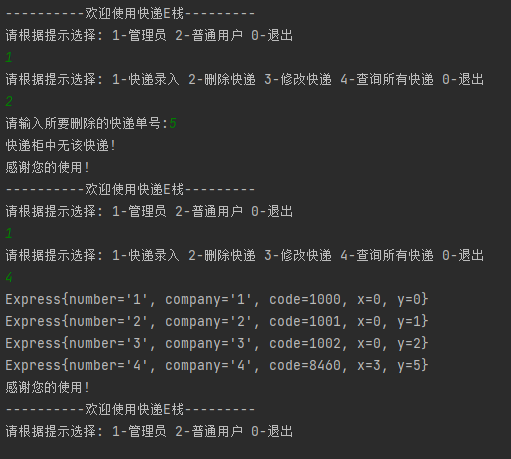 ----------欢迎使用快递E栈---------
请根据提示选择: 1-管理员 2-普通用户 0-退出
1
请根据提示选择: 1-快递录入 2-删除快递 3-修改快递 4-查询所有快递 0-退出
2
请输入所要删除的快递单号:5
快递柜中无该快递!
感谢您的使用!
----------欢迎使用快递E栈---------
请根据提示选择: 1-管理员 2-普通用户 0-退出
1
请根据提示选择: 1-快递录入 2-删除快递 3-修改快递 4-查询所有快递 0-退出
4
Express{number='1', company='1', code=1000, x=0, y=0}
Express{number='2', company='2', code=1001, x=0, y=1}
Express{number='3', company='3', code=1002, x=0, y=2}
Express{number='4', company='4', code=8460, x=3, y=5}
感谢您的使用!
----------欢迎使用快递E栈---------
请根据提示选择: 1-管理员 2-普通用户 0-退出